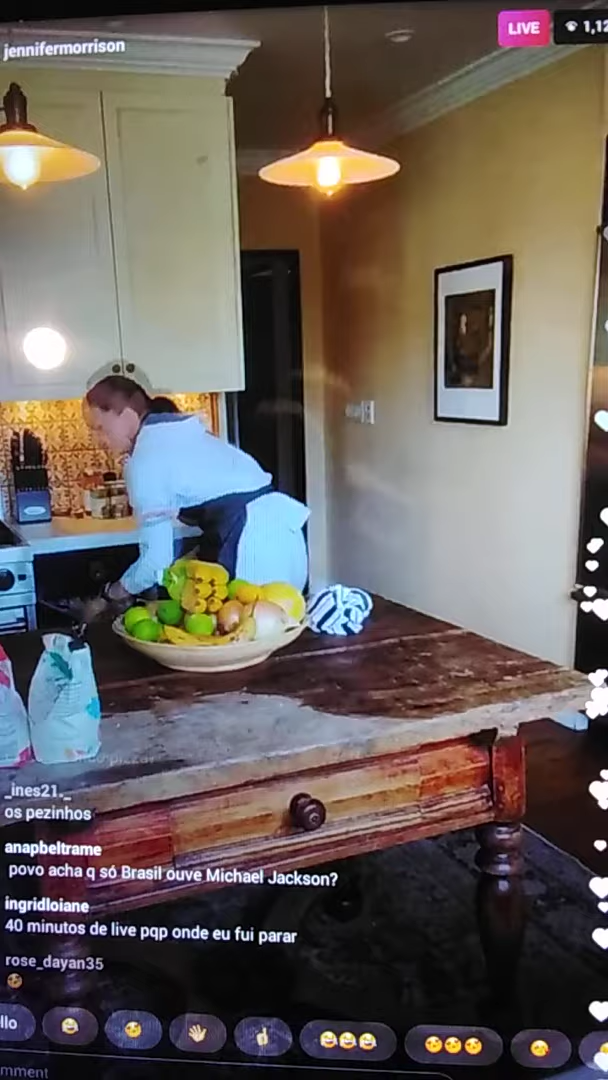 jennifermorrison
LIVE
1,12
_ines21._
os pezinhos
anapbeltrame
povo acha q só Brasil ouve Michael Jackson?
ingridloiane
40 minutos de live pqp onde eu fui parar
rose_dayan35
llo
mment